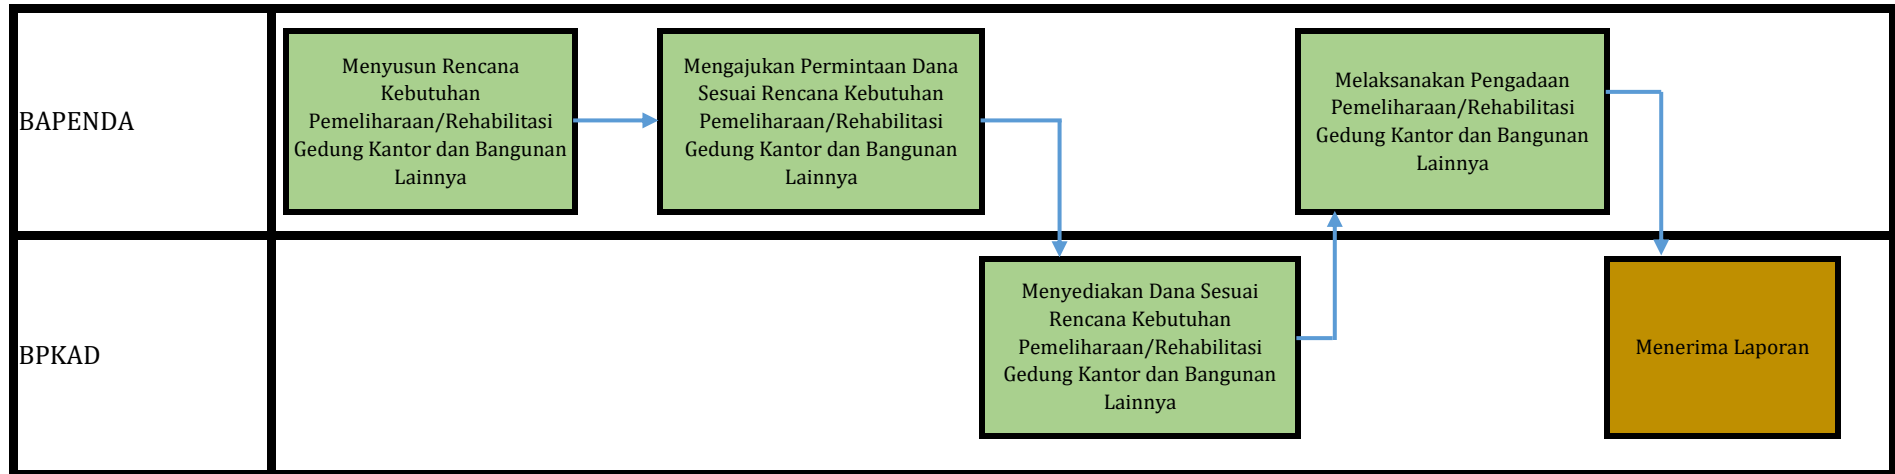 BAPENDA
Menyusun Rencana
Kebutuhan
Pemeliharaan/Rehabilitasi
Gedung Kantor dan Bangunan
Lainnya
Mengajukan Permintaan Dana
Sesuai Rencana Kebutuhan
Pemeliharaan/Rehabilitasi
Gedung Kantor dan Bangunan
Lainnya
Melaksanakan Pengadaan
Pemeliharaan/Rehabilitasi
Gedung Kantor dan Bangunan
Lainnya
BPKAD
Menyediakan Dana Sesuai
Rencana Kebutuhan
Pemeliharaan/Rehabilitasi
Gedung Kantor dan Bangunan
Lainnya
Menerima Laporan